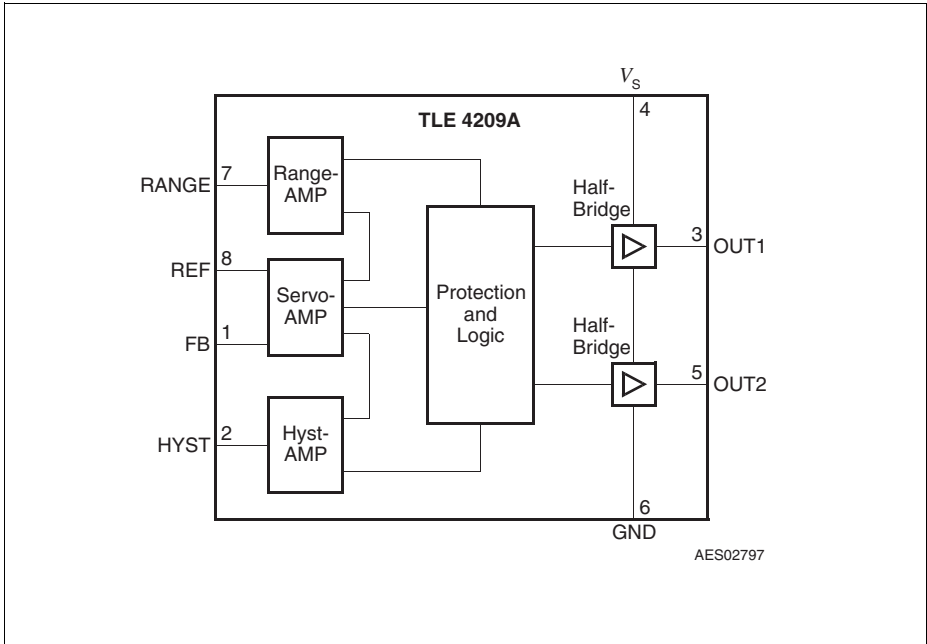 V_S
4
TLE 4209A
RANGE
7
Range-
AMP
REF
8
Servo-
AMP
FB
1
HYST
2
Hyst-
AMP
Protection
and
Logic
Half-
Bridge
3
OUT1
Half-
Bridge
5
OUT2
6
GND
AES02797